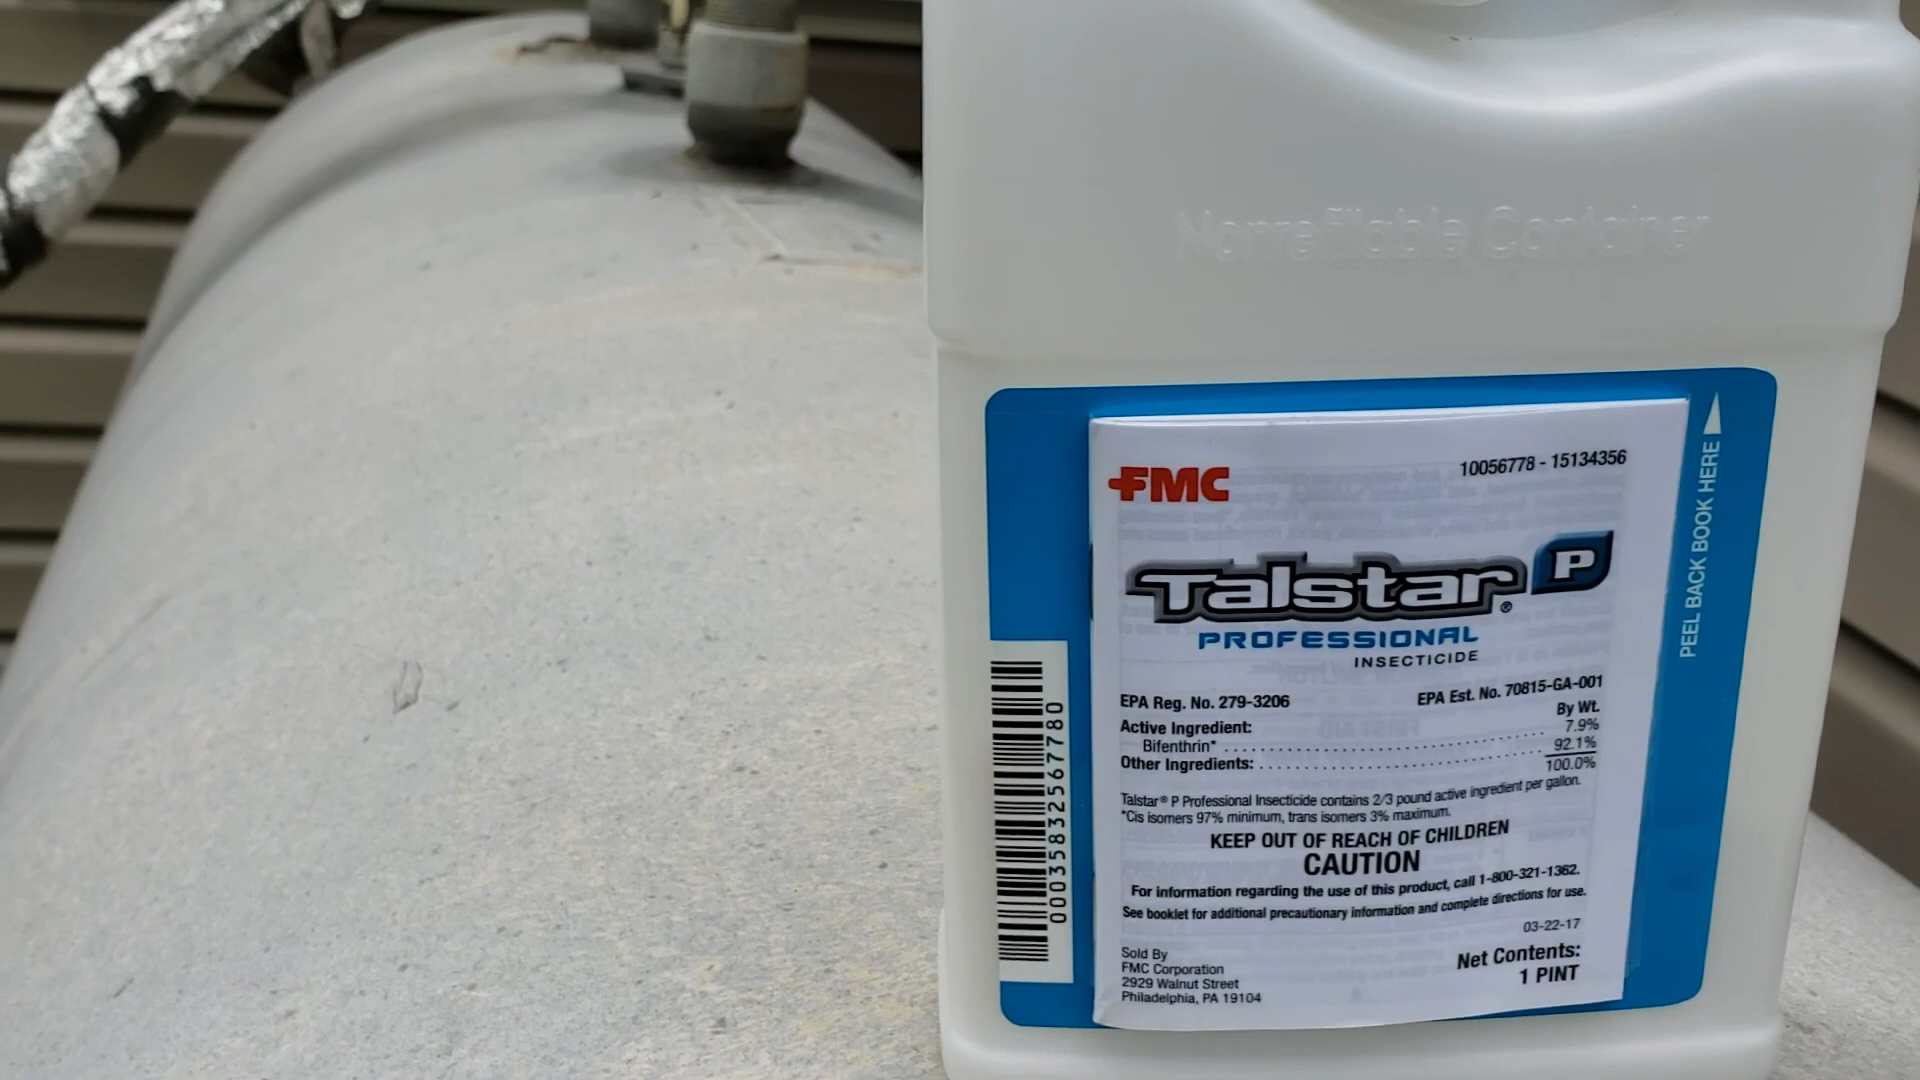 Nonrefillable Container
PEEL BACK BOOK HERE
FMC
10056778 - 15134356
Talstar® P
PROFESSIONAL
INSECTICIDE
EPA Reg. No. 279-3206
EPA Est. No. 70815-GA-001
By Wt.
Active Ingredient:
Bifenthrin* 7.9%
Other Ingredients: 92.1%
100.0%
Talstar® P Professional Insecticide contains 2/3 pound active ingredient per gallon.
*Cis isomers 97% minimum, trans isomers 3% maximum.
KEEP OUT OF REACH OF CHILDREN
CAUTION
For information regarding the use of this product, call 1-800-321-1362.
See booklet for additional precautionary information and complete directions for use.
03-22-17
Sold By
FMC Corporation
2929 Walnut Street
Philadelphia, PA 19104
Net Contents:
1 PINT
00035832567780